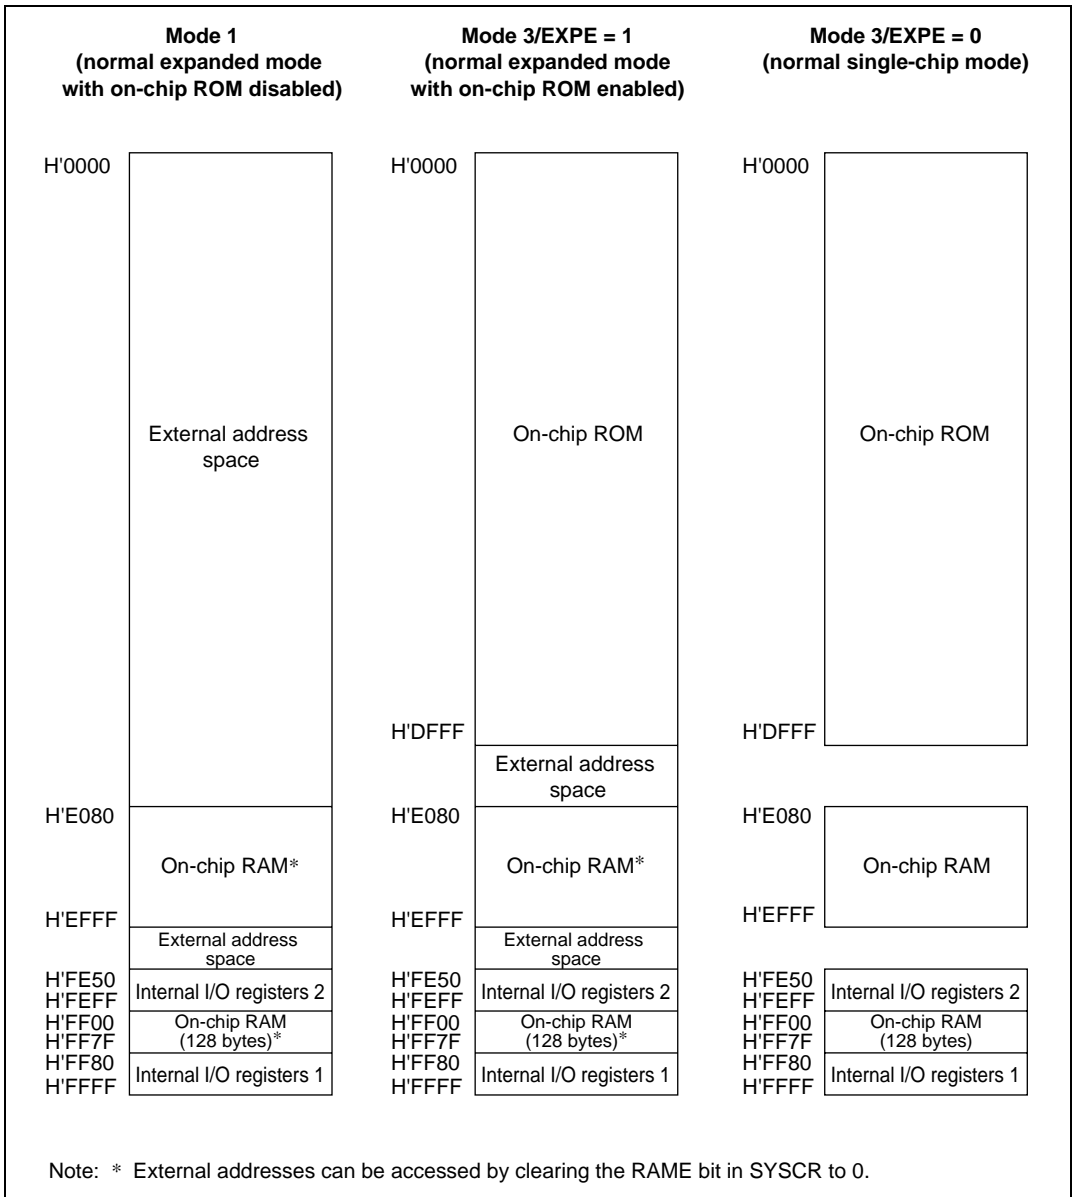 Mode 1
(normal expanded mode
with on-chip ROM disabled)
Mode 3/EXPE = 1
(normal expanded mode
with on-chip ROM enabled)
Mode 3/EXPE = 0
(normal single-chip mode)
H'0000
External address
space
H'E080
On-chip RAM*
H'EFFF
External address
space
H'FE50
Internal I/O registers 2
H'FEFF
H'FF00
On-chip RAM
(128 bytes)*
H'FF7F
H'FF80
Internal I/O registers 1
H'FFFF
H'0000
On-chip ROM
H'DFFF
External address
space
H'E080
On-chip RAM*
H'EFFF
External address
space
H'FE50
Internal I/O registers 2
H'FEFF
H'FF00
On-chip RAM
(128 bytes)*
H'FF7F
H'FF80
Internal I/O registers 1
H'FFFF
H'0000
On-chip ROM
H'DFFF
H'E080
On-chip RAM
H'EFFF
H'FE50
Internal I/O registers 2
H'FEFF
H'FF00
On-chip RAM
(128 bytes)
H'FF7F
H'FF80
Internal I/O registers 1
H'FFFF
Note: * External addresses can be accessed by clearing the RAME bit in SYSCR to 0.